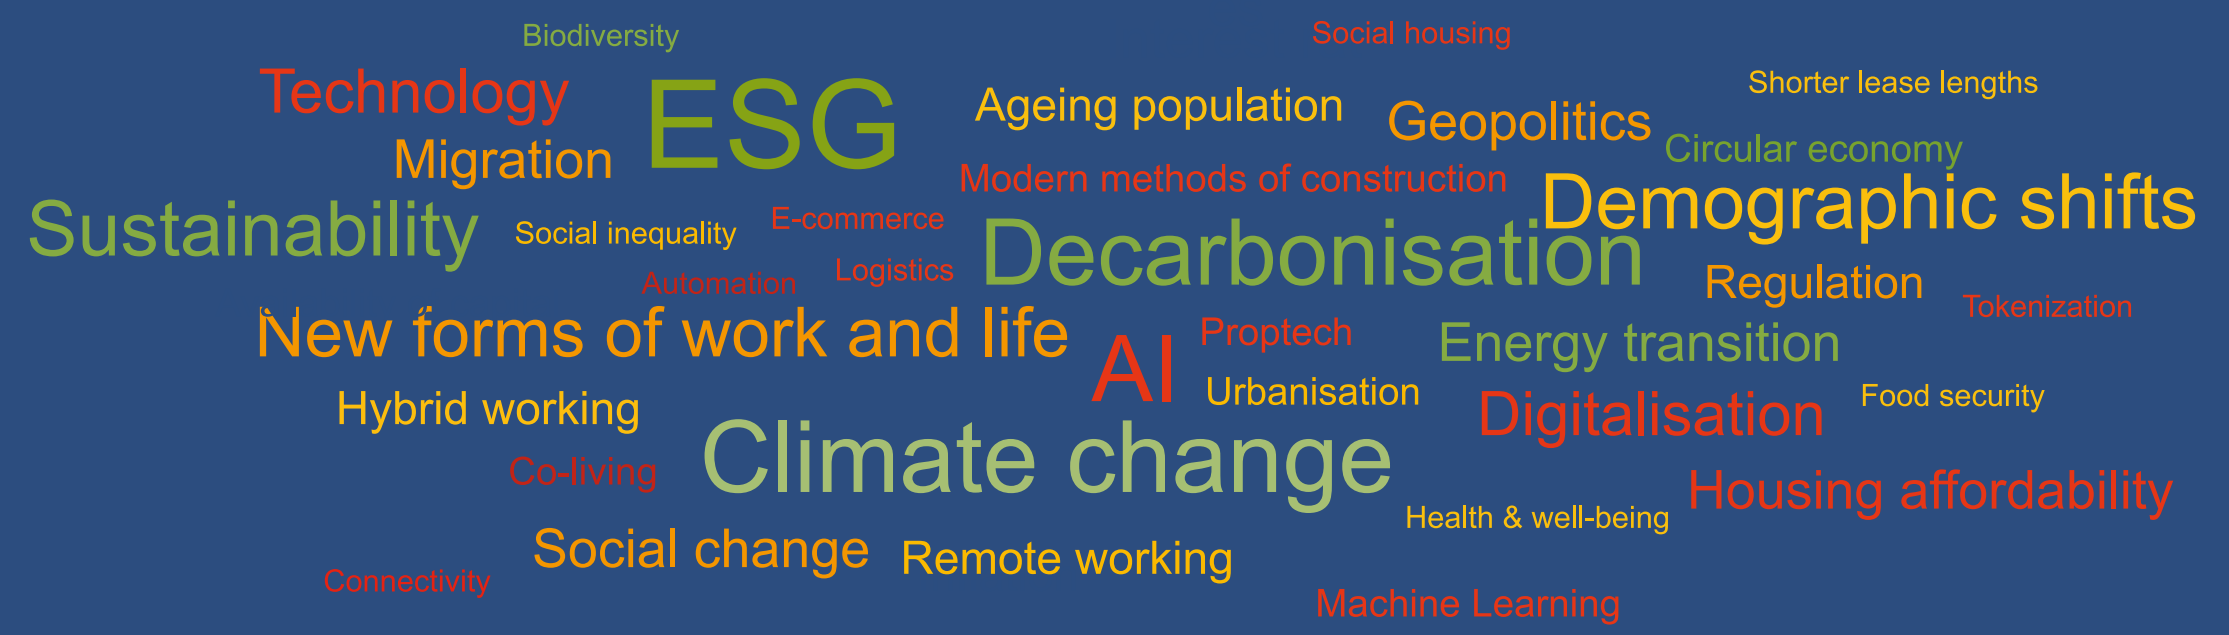 Biodiversity
Social housing
Technology
ESG
Ageing population
Geopolitics
Shorter lease lengths
Migration
Modern methods of construction
Circular economy
Demographic shifts
Sustainability
Social inequality
E-commerce
Decarbonisation
Automation
Logistics
Regulation
Tokenization
New forms of work and life
AI
Proptech
Energy transition
Hybrid working
Urbanisation
Digitalisation
Food security
Climate change
Co-living
Housing affordability
Health & well-being
Social change
Remote working
Connectivity
Machine Learning